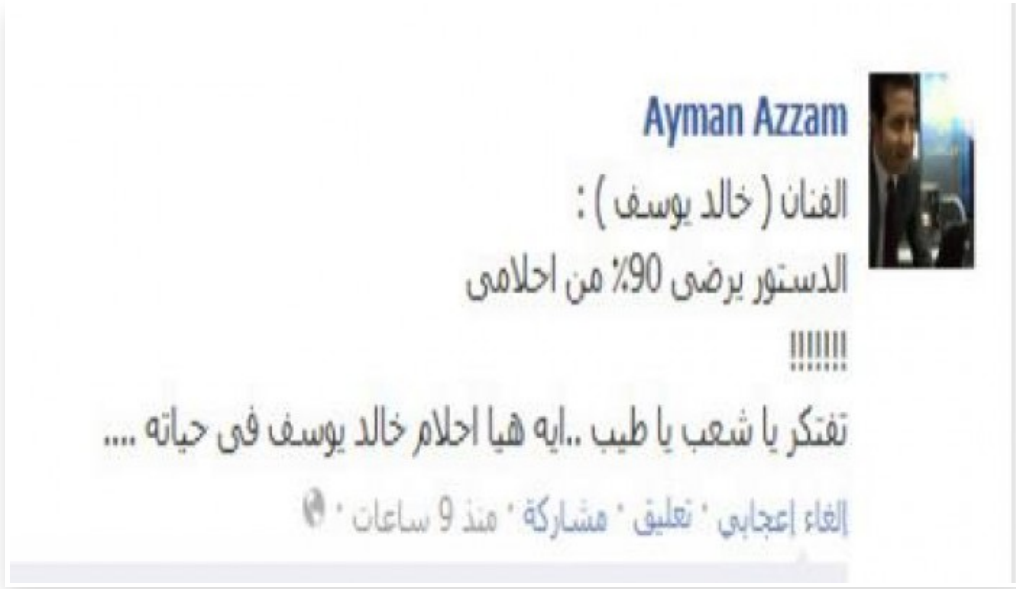 Ayman Azzam
الفنان ( خالد يوسف ) :
الدستور يرضى 90٪ من احلامى
!!!!!!!
تفتكر يا شعب يا طيب ..ايه هيا احلام خالد يوسف فى حياته ....
إلغاء إعجابي · تعليق · مشاركة · منذ 9 ساعات ·